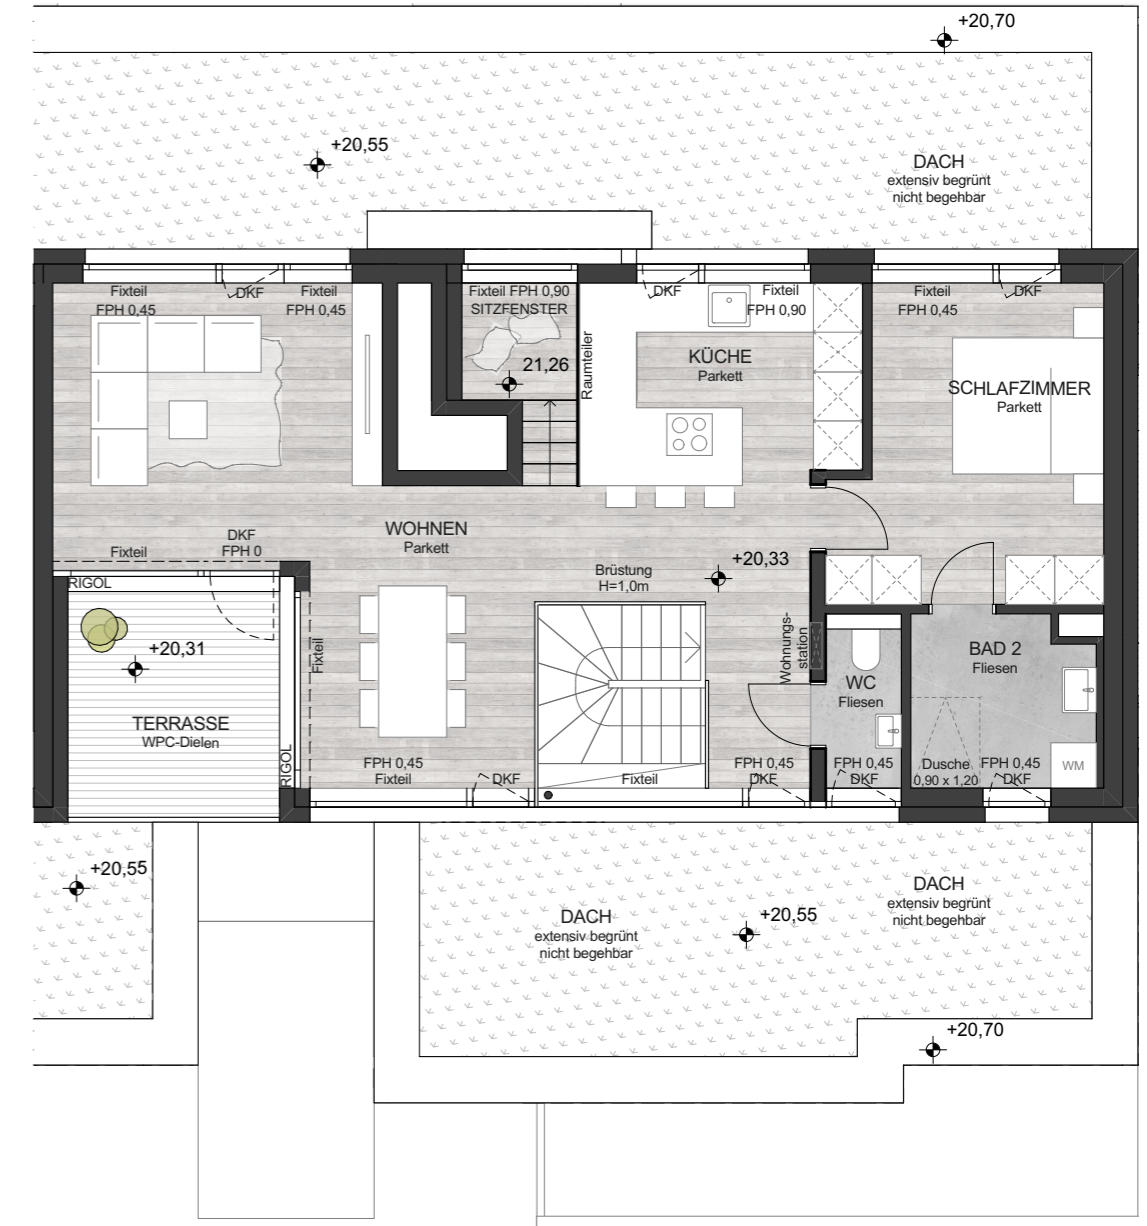 +20,70
+20,55
DACH
extensiv begrünt
nicht begehbar
Fixteil
FPH 0,45
DKF
Fixteil
FPH 0,45
Fixteil FPH 0,90
SITZFENSTER
21,26
Raumteiler
DKF
Fixteil
FPH 0,90
KÜCHE
Parkett
Fixteil
FPH 0,45
DKF
SCHLAFZIMMER
Parkett
WOHNEN
Parkett
DKF
FPH 0
Fixteil
RIGOL
Brüstung
H=1,0m
+20,33
+20,31
TERRASSE
WPC-Dielen
Fixteil
RIGOL
Wohnungs-
station
WC
Fliesen
BAD 2
Fliesen
FPH 0,45
Fixteil
DKF
Fixteil
FPH 0,45
DKF
FPH 0,45
DKF
Dusche
0,90 x 1,20
FPH 0,45
DKF
WM
+20,55
DACH
extensiv begrünt
nicht begehbar
+20,55
DACH
extensiv begrünt
nicht begehbar
+20,70